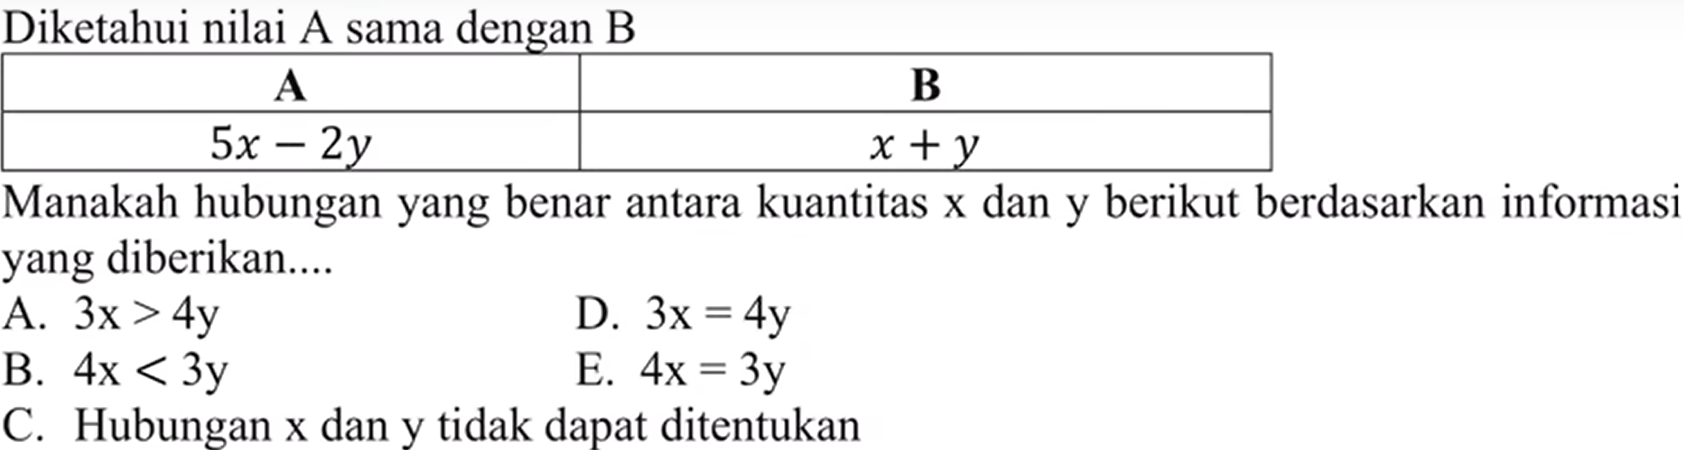 Diketahui nilai A sama dengan B
A B
5x − 2y x + y
Manakah hubungan yang benar antara kuantitas x dan y berikut berdasarkan informasi
yang diberikan....
A. 3x > 4y D. 3x = 4y
B. 4x < 3y E. 4x = 3y
C. Hubungan x dan y tidak dapat ditentukan